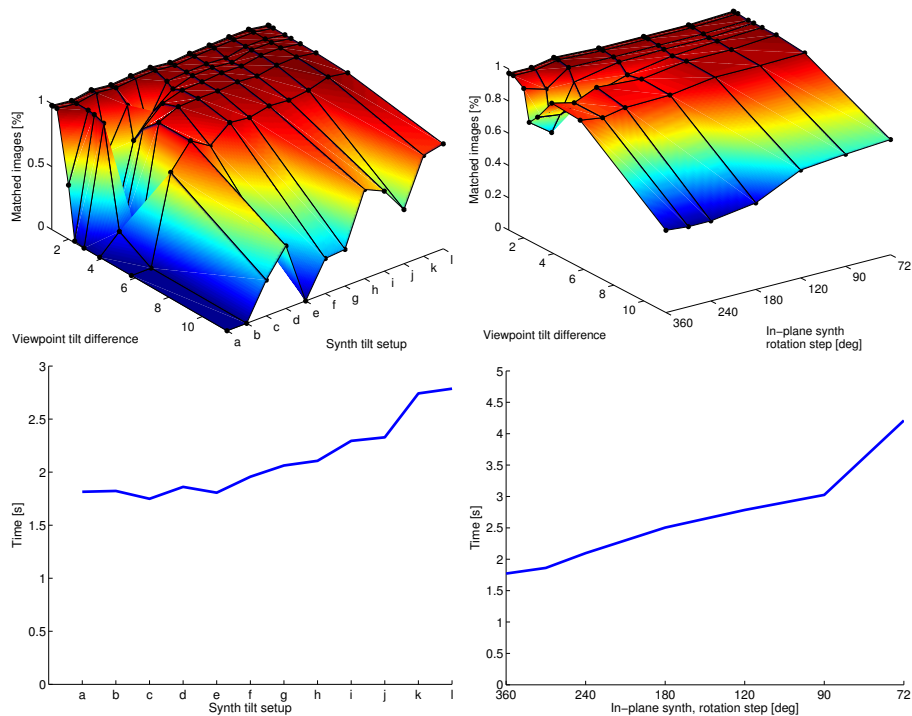 1
0.5
0
Matched images [%]
2
4
6
8
10
Viewpoint tilt difference
a
b
c
d
e
f
g
h
i
j
k
l
Synth tilt setup
1
0.8
0.6
0.4
0.2
0
Matched images [%]
2
4
6
8
10
Viewpoint tilt difference
360
240
180
120
90
72
In−plane synth
rotation step [deg]
3
2.5
2
1.5
1
0.5
0
Time [s]
a b c d e f g h i j k l
Synth tilt setup
5
4.5
4
3.5
3
2.5
2
1.5
1
0.5
0
Time [s]
360 240 180 120 90 72
In−plane synth, rotation step [deg]